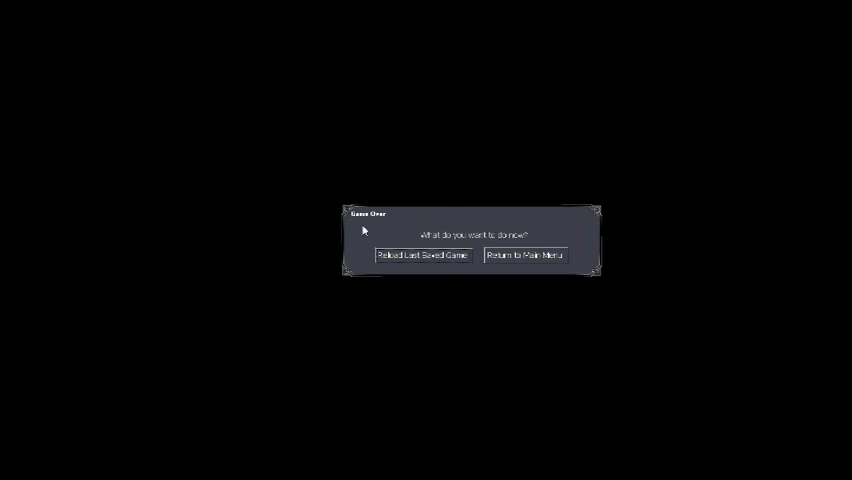 Game Over
What do you want to do now?
Reload Last Saved Game
Return to Main Menu